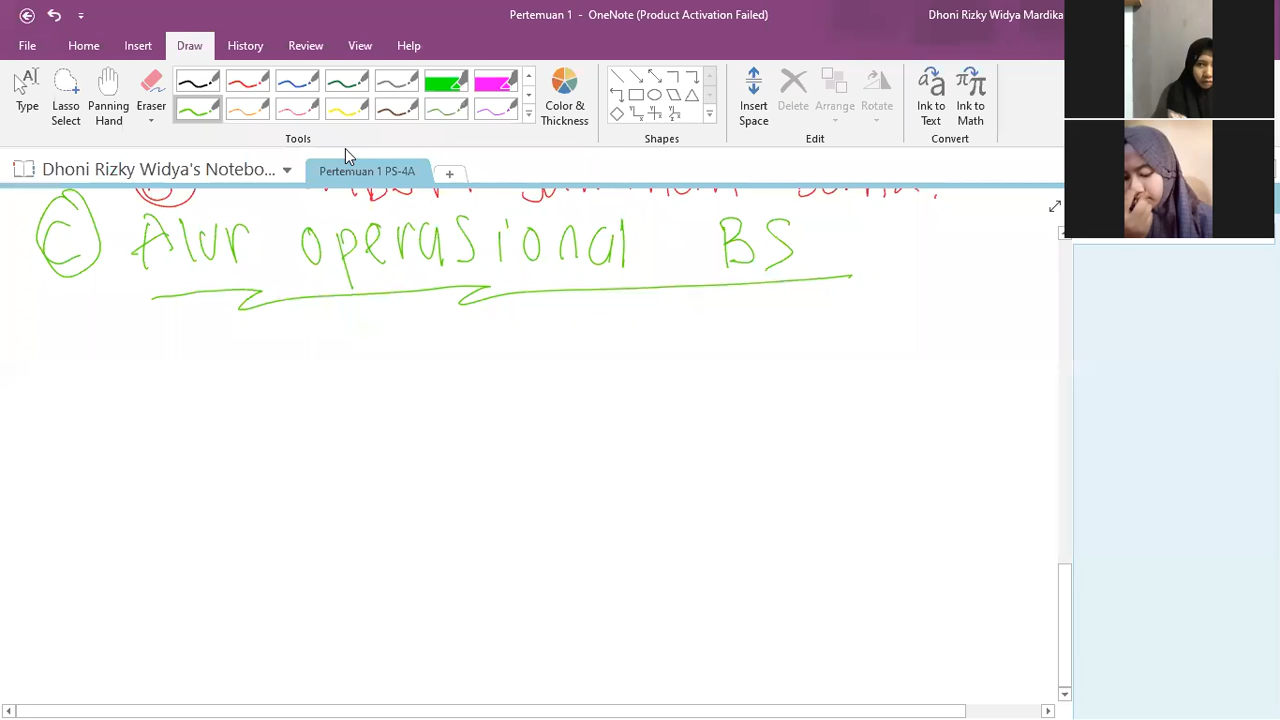 Pertemuan 1 - OneNote (Product Activation Failed)
Dhoni Rizky Widya Mardika
File Home Insert Draw History Review View Help
Type
Lasso Select
Panning Hand
Eraser
Color & Thickness
Insert Space
Delete
Arrange
Rotate
Ink to Text
Ink to Math
Tools
Shapes
Edit
Convert
Dhoni Rizky Widya's Notebo...
Pertemuan 1 PS-4A
C Alur operasional BS